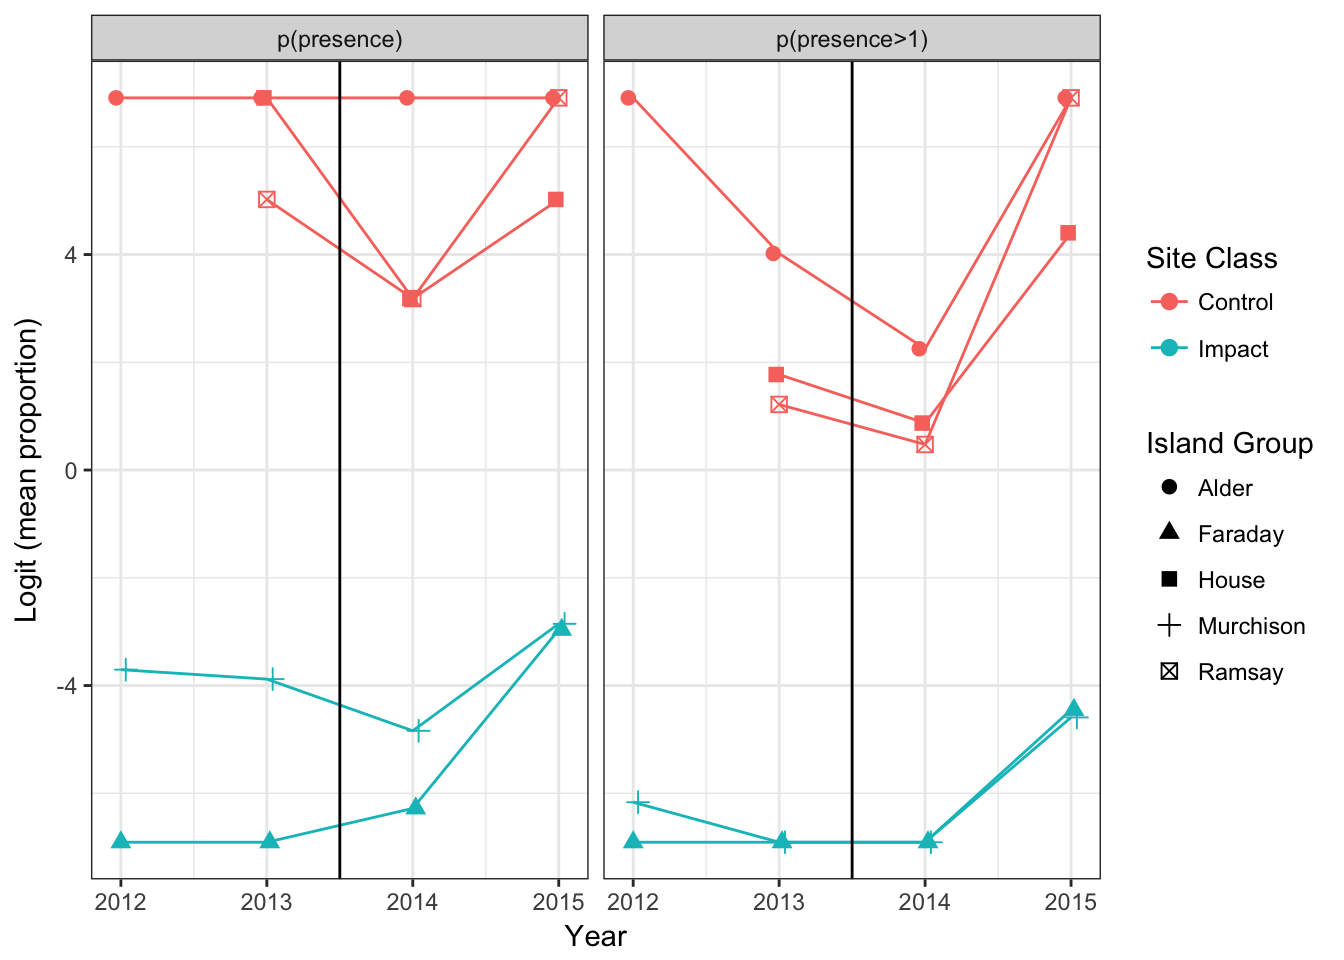 p(presence)
p(presence>1)
4
0
-4
Logit (mean proportion)
2012
2013
2014
2015
2012
2013
2014
2015
Year
Site Class
Control
Impact
Island Group
Alder
Faraday
House
Murchison
Ramsay